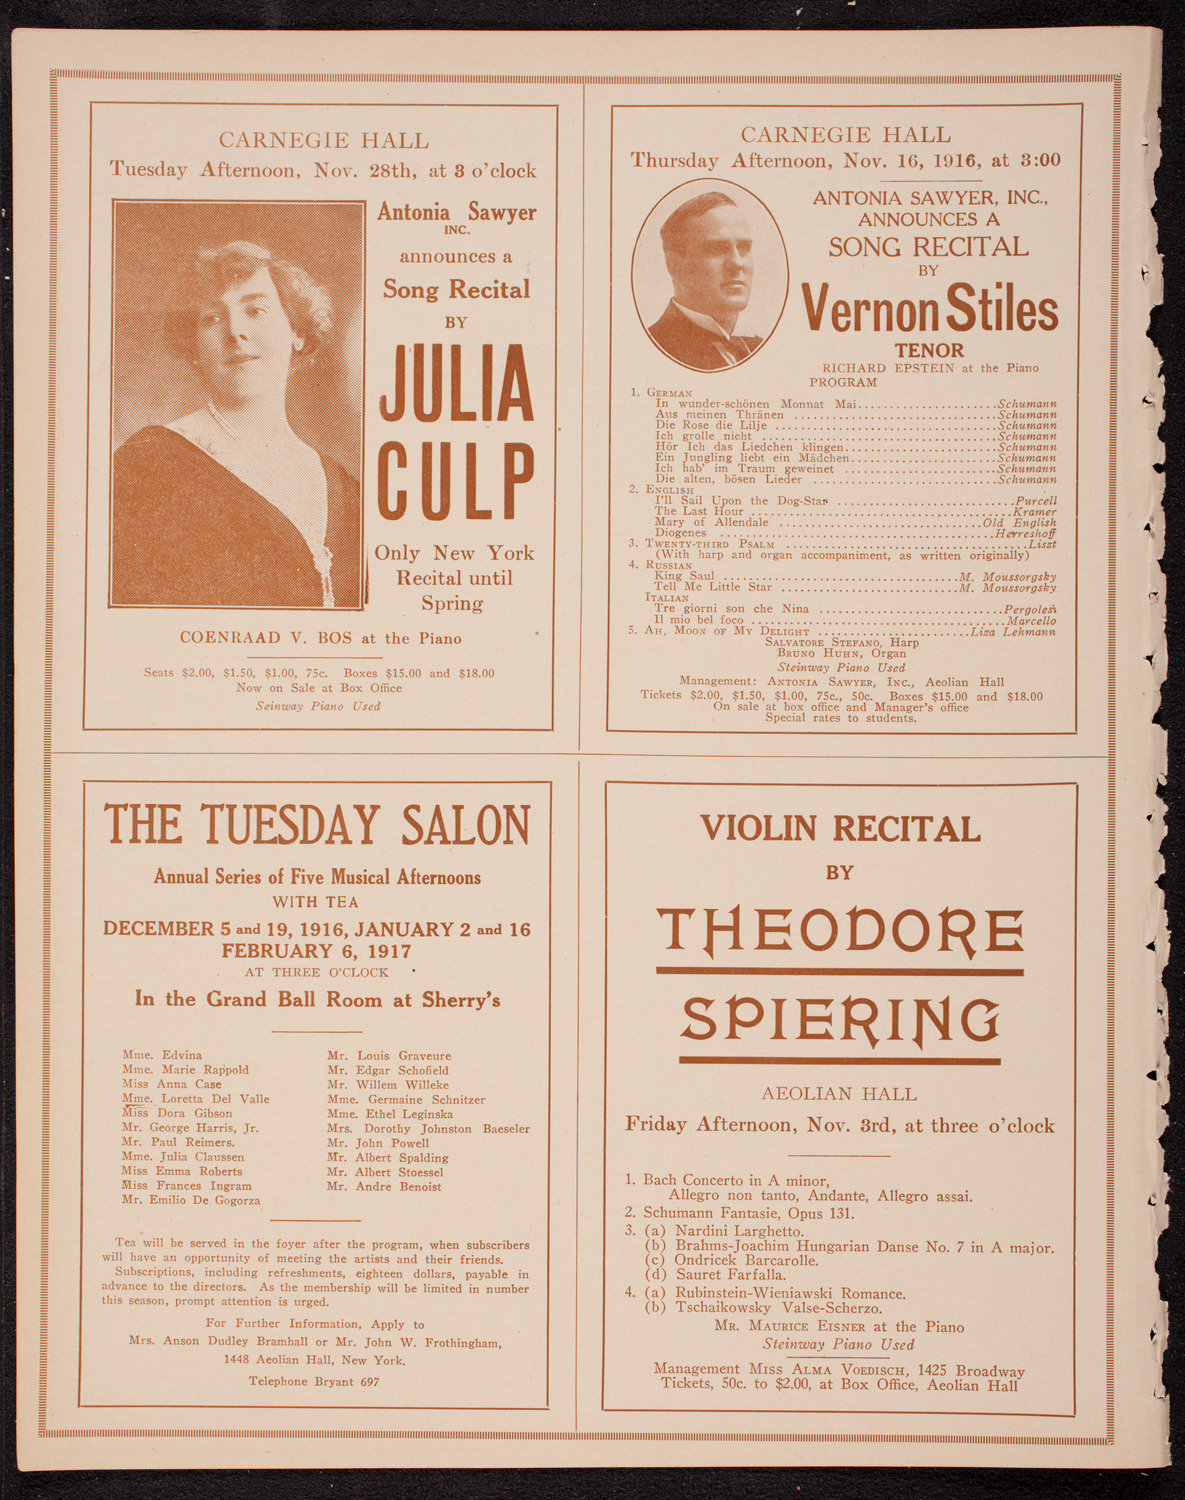 CARNEGIE HALL
Tuesday Afternoon, Nov. 28th, at 3 o'clock
Antonia Sawyer
INC.
announces a
Song Recital
BY
JULIA
CULP
Only New York
Recital until
Spring
COENRAAD V. BOS at the Piano
Seats $2.00, $1.50, $1.00, 75c. Boxes $15.00 and $18.00
Now on Sale at Box Office
Seinway Piano Used
CARNEGIE HALL
Thursday Afternoon, Nov. 16, 1916, at 3:00
ANTONIA SAWYER, INC.,
ANNOUNCES A
SONG RECITAL
BY
Vernon Stiles
TENOR
RICHARD EPSTEIN at the Piano
PROGRAM
1. GERMAN
In wunder-schönen Monnat Mai.....................Schumann
Aus meinen Thränen ...............................Schumann
Die Rose die Lilje ..................................Schumann
Ich grolle nicht ....................................Schumann
Hör Ich das Liedchen klingen.......................Schumann
Ein Jungling liebt ein Mädchen......................Schumann
Ich hab' im Traum geweinet .......................Schumann
Die alten, bösen Lieder ............................Schumann
2. ENGLISH
I'll Sail Upon the Dog-Star ...........................Purcell
The Last Hour ........................................Kramer
Mary of Allendale ...............................Old English
Diogenes ..........................................Herreshoff
3. TWENTY-THIRD PSALM .....................................Liszt
(With harp and organ accompaniment, as written originally)
4. RUSSIAN
King Saul ....................................M. Moussorgsky
Tell Me Little Star ...........................M. Moussorgsky
ITALIAN
Tre giorni son che Nina ............................Pergolesi
Il mio bel foco .......................................Marcello
5. AH, MOON OF MY DELIGHT .......................Liza Lehmann
SALVATORE STEFANO, Harp
BRUNO HUHN, Organ
Steinway Piano Used
Management: ANTONIA SAWYER, INC., Aeolian Hall
Tickets $2.00, $1.50, $1.00, 75c., 50c. Boxes $15.00 and $18.00
On sale at box office and Manager's office
Special rates to students.
THE TUESDAY SALON
Annual Series of Five Musical Afternoons
WITH TEA
DECEMBER 5 and 19, 1916, JANUARY 2 and 16
FEBRUARY 6, 1917
AT THREE O'CLOCK
In the Grand Ball Room at Sherry's
Mme. Edvina
Mme. Marie Rappold
Miss Anna Case
Mme. Loretta Del Valle
Miss Dora Gibson
Mr. George Harris, Jr.
Mr. Paul Reimers.
Mme. Julia Claussen
Miss Emma Roberts
Miss Frances Ingram
Mr. Emilio De Gogorza
Mr. Louis Graveure
Mr. Edgar Schofield
Mr. Willem Willeke
Mme. Germaine Schnitzer
Mme. Ethel Leginska
Mrs. Dorothy Johnston Baeseler
Mr. John Powell
Mr. Albert Spalding
Mr. Albert Stoessel
Mr. Andre Benoist
Tea will be served in the foyer after the program, when subscribers
will have an opportunity of meeting the artists and their friends.
Subscriptions, including refreshments, eighteen dollars, payable in
advance to the directors. As the membership will be limited in number
this season, prompt attention is urged.
For Further Information, Apply to
Mrs. Anson Dudley Bramhall or Mr. John W. Frothingham,
1448 Aeolian Hall, New York.
Telephone Bryant 697
VIOLIN RECITAL
BY
THEODORE
SPIERING
AEOLIAN HALL
Friday Afternoon, Nov. 3rd, at three o'clock
1. Bach Concerto in A minor,
Allegro non tanto, Andante, Allegro assai.
2. Schumann Fantasie, Opus 131.
3. (a) Nardini Larghetto.
(b) Brahms-Joachim Hungarian Danse No. 7 in A major.
(c) Ondricek Barcarolle.
(d) Sauret Farfalla.
4. (a) Rubinstein-Wieniawski Romance.
(b) Tschaikowsky Valse-Scherzo.
MR. MAURICE EISNER at the Piano
Steinway Piano Used
Management MISS ALMA VOEDISCH, 1425 Broadway
Tickets, 50c. to $2.00, at Box Office, Aeolian Hall